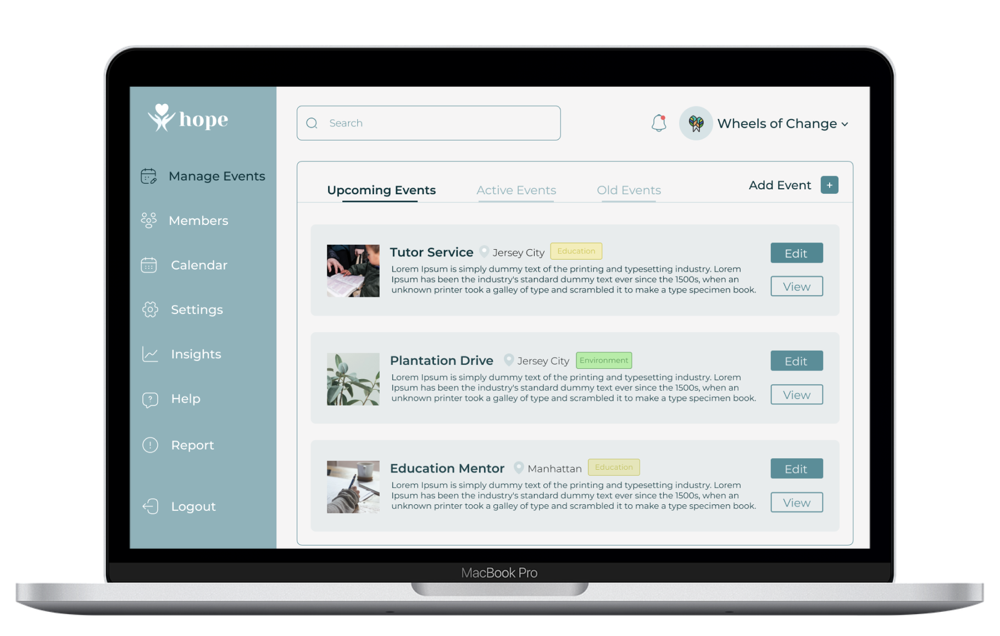 hope
Search
Wheels of Change
Manage Events
Members
Calendar
Settings
Insights
Help
?
Report
!
Logout
Upcoming Events
Active Events
Old Events
Add Event +
Tutor Service Jersey City Education
Lorem Ipsum is simply dummy text of the printing and typesetting industry. Lorem
Ipsum has been the industry's standard dummy text ever since the 1500s, when an
unknown printer took a galley of type and scrambled it to make a type specimen book.
Edit
View
Plantation Drive Jersey City Environment
Lorem Ipsum is simply dummy text of the printing and typesetting industry. Lorem
Ipsum has been the industry's standard dummy text ever since the 1500s, when an
unknown printer took a galley of type and scrambled it to make a type specimen book.
Edit
View
Education Mentor Manhattan Education
Lorem Ipsum is simply dummy text of the printing and typesetting industry. Lorem
Ipsum has been the industry's standard dummy text ever since the 1500s, when an
unknown printer took a galley of type and scrambled it to make a type specimen book.
Edit
View
MacBook Pro